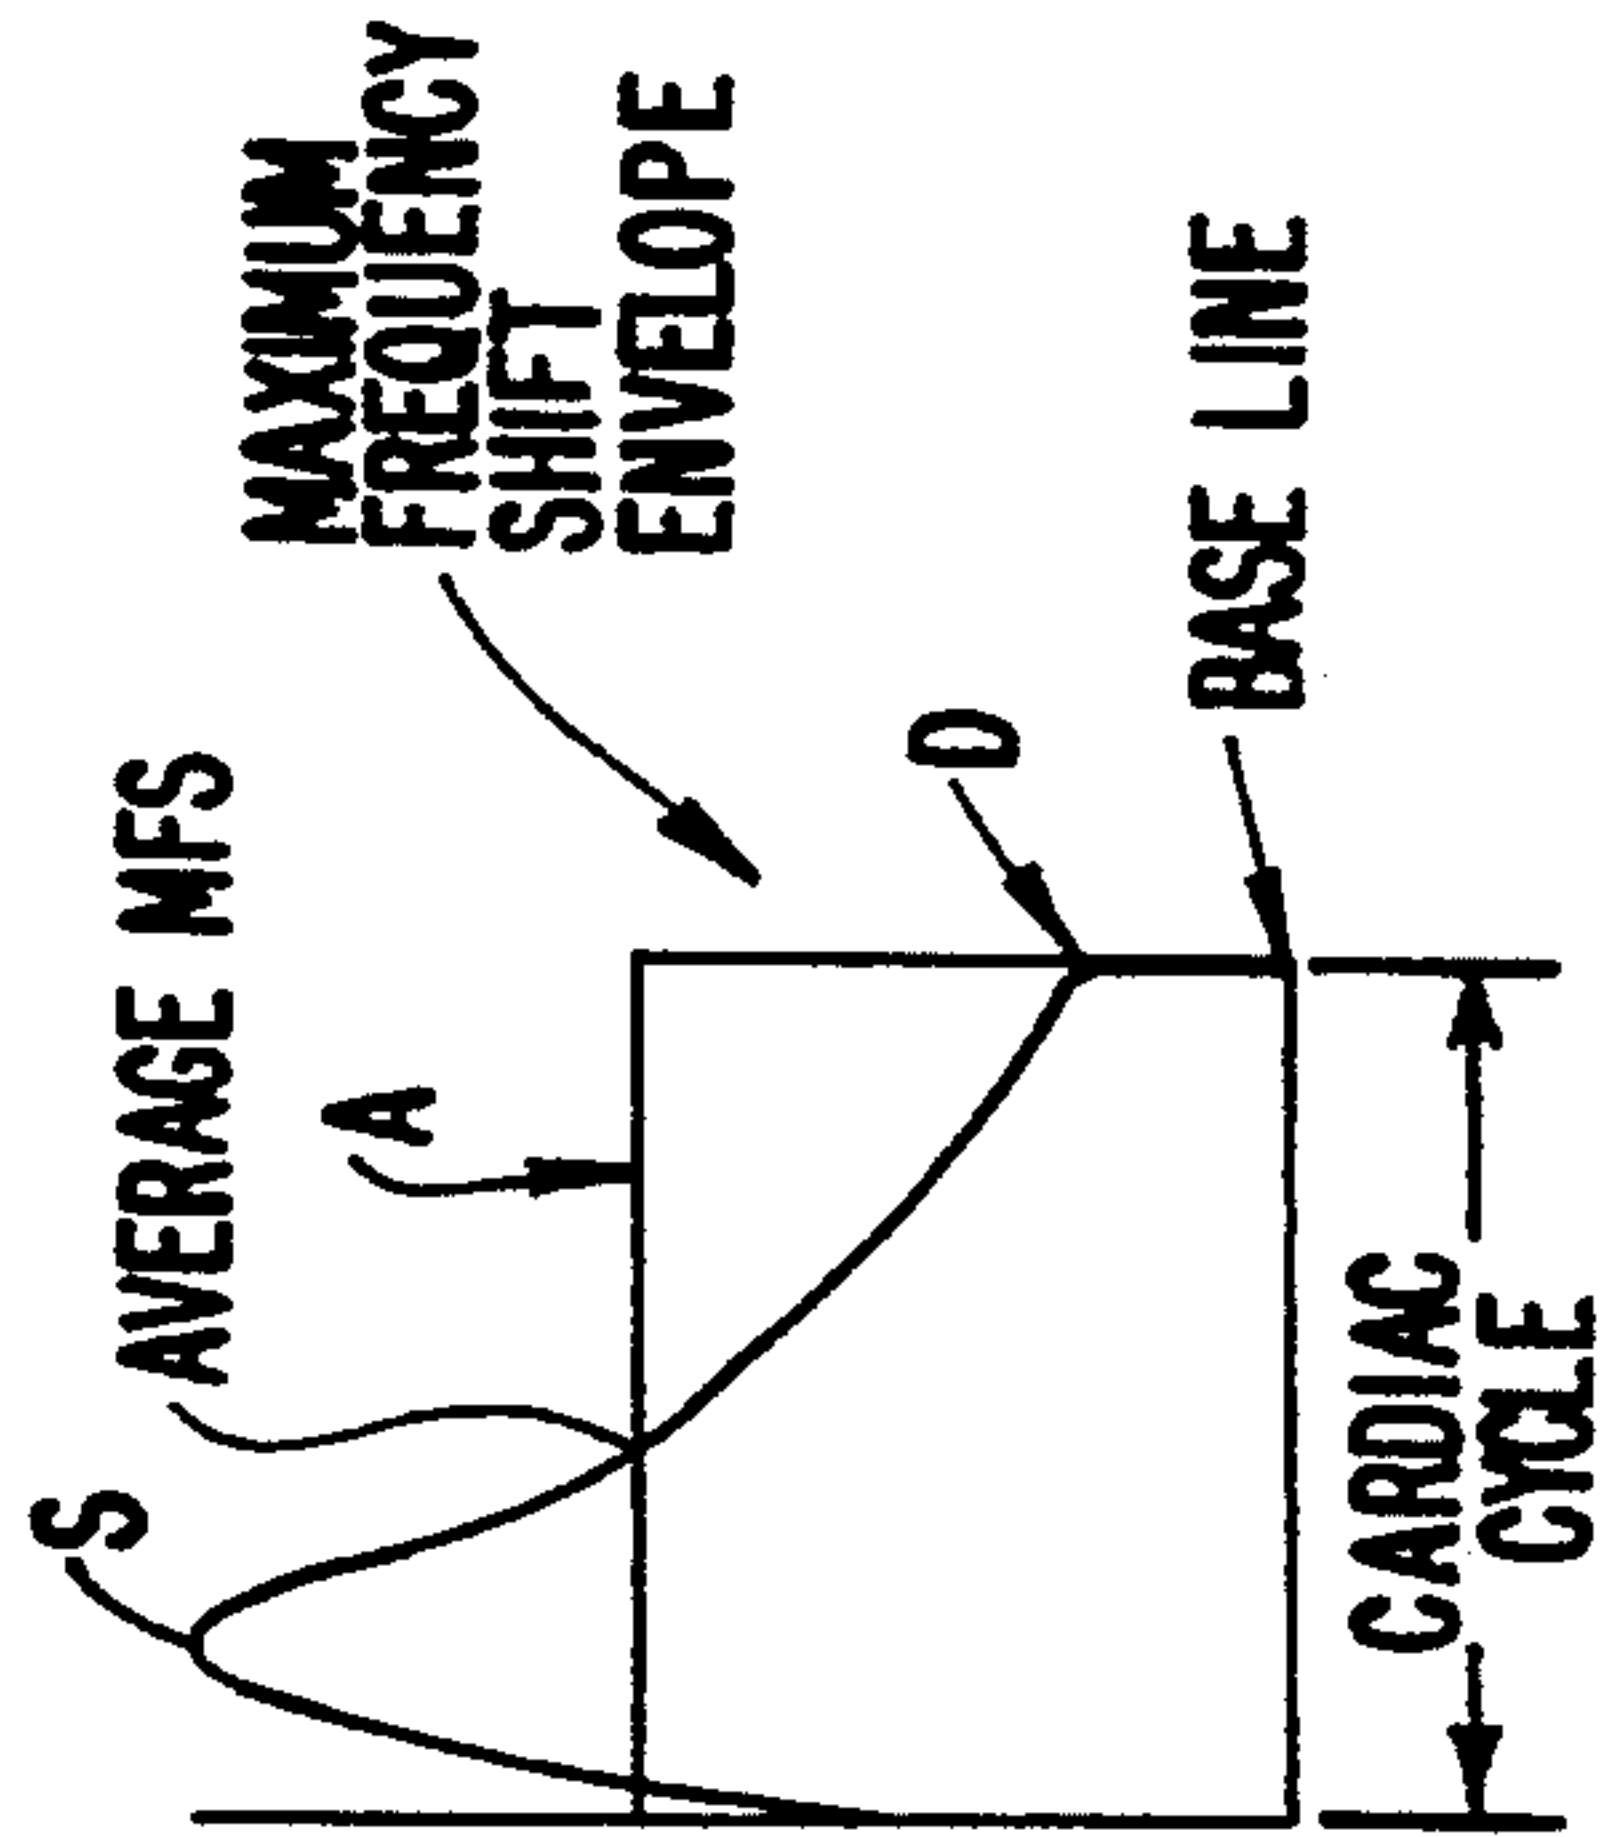 S
AVERAGE MFS
A
MAXIMUM
FREQUENCY
SHIFT
ENVELOPE
D
BASE LINE
CARDIAC
CYCLE